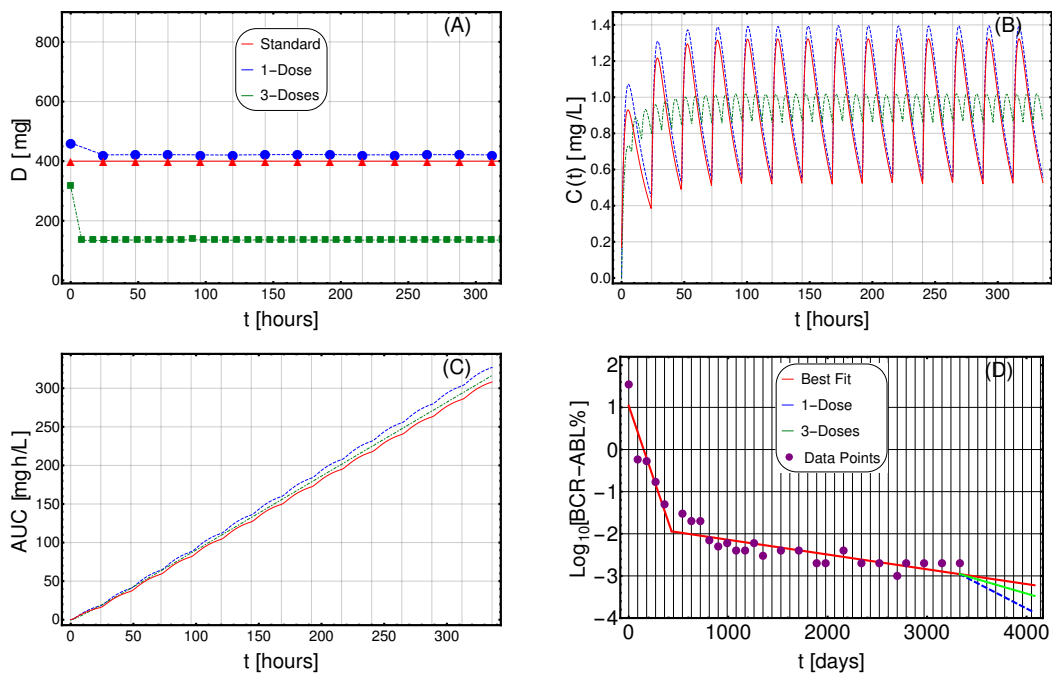 (A)
Standard
1-Dose
3-Doses
D [mg]
800
600
400
200
0
0 50 100 150 200 250 300
t [hours]
(B)
C(t) [mg/L]
1.4
1.2
1.0
0.8
0.6
0.4
0.2
0.0
0 50 100 150 200 250 300
t [hours]
(C)
AUC [mgh/L]
300
250
200
150
100
50
0
0 50 100 150 200 250 300
t [hours]
(D)
Best Fit
1-Dose
3-Doses
Data Points
Log10[BCR-ABL%]
2
1
0
−1
−2
−3
−4
0 1000 2000 3000 4000
t [days]